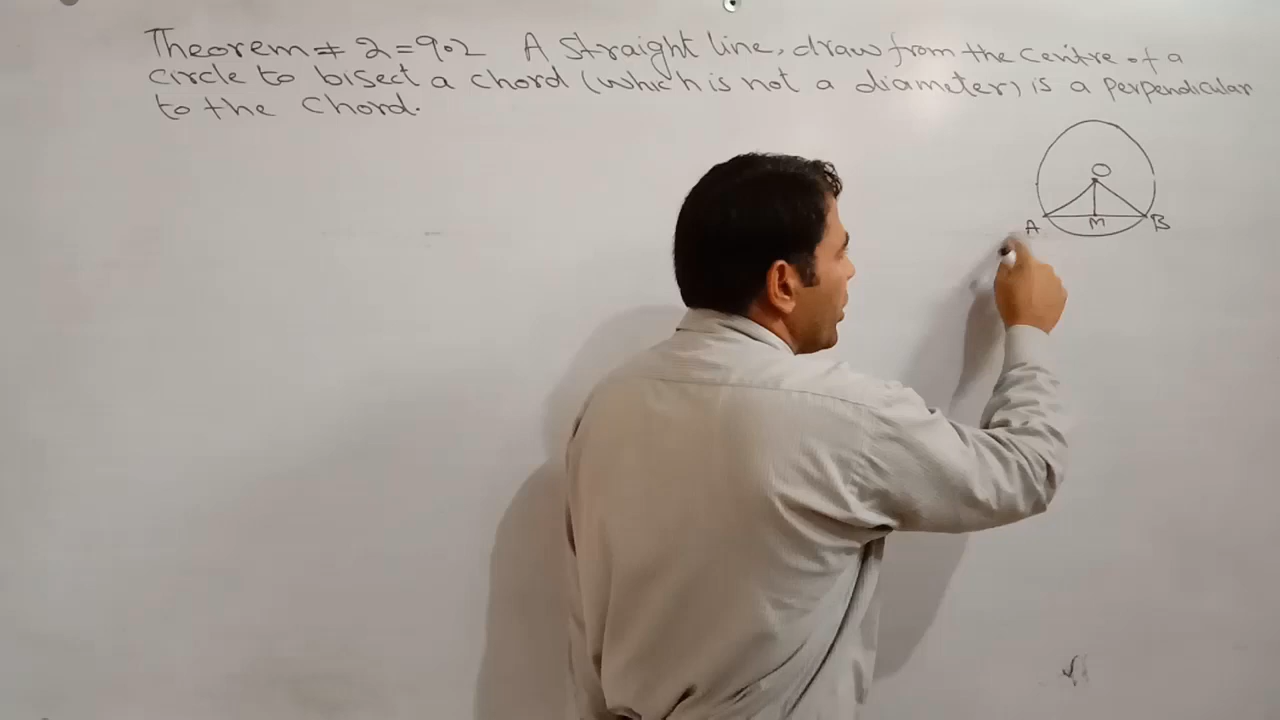 Theorem # 2=9.2 A straight line, draw from the centre of a
circle to bisect a chord (which is not a diameter) is a perpendicular
to the chord.
O
A M B